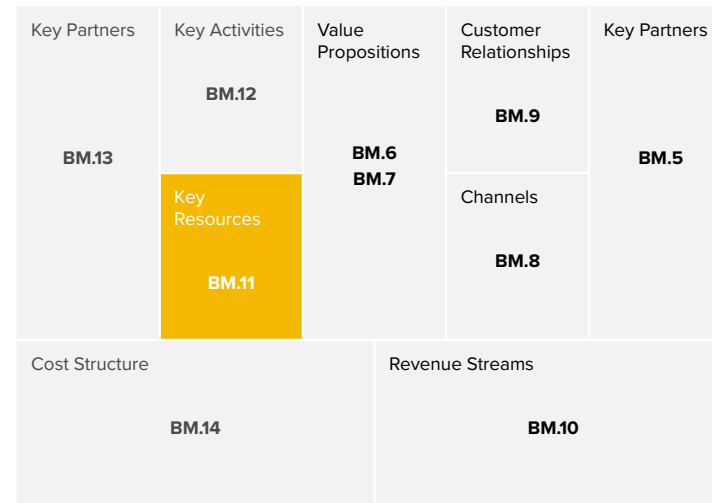 Key Partners
BM.13
Key Activities
BM.12
Key
Resources
BM.11
Value
Propositions
BM.6
BM.7
Customer
Relationships
BM.9
Channels
BM.8
Key Partners
BM.5
Cost Structure
BM.14
Revenue Streams
BM.10